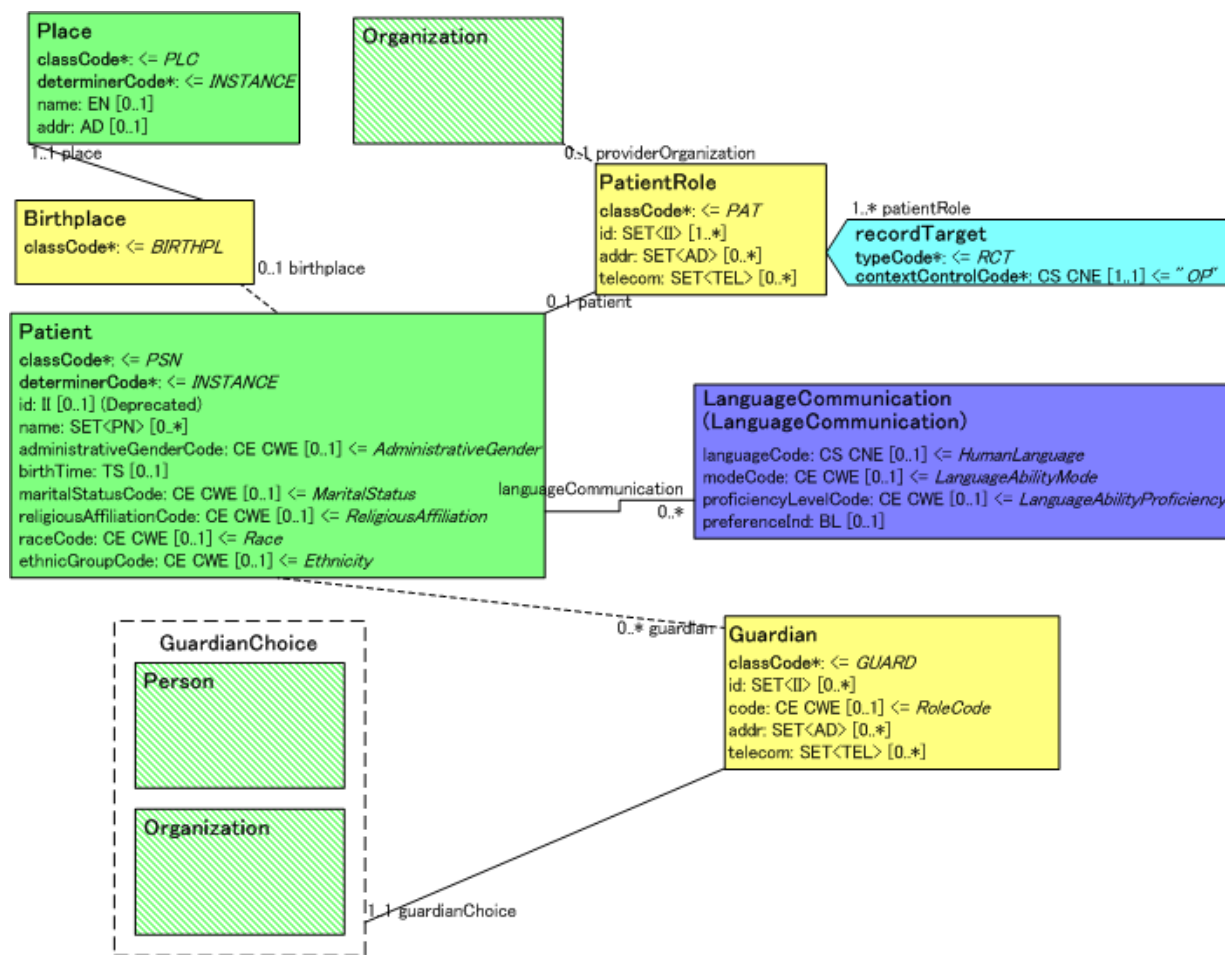 Place
classCode*: <= PLC
determinerCode*: <= INSTANCE
name: EN [0..1]
addr: AD [0..1]
1..1 place
Organization
0..1 providerOrganization
Birthplace
classCode*: <= BIRTHPL
0..1 birthplace
PatientRole
classCode*: <= PAT
id: SET<II> [1..*]
addr: SET<AD> [0..*]
telecom: SET<TEL> [0..*]
1..* patientRole
recordTarget
typeCode*: <= RCT
contextControlCode*: CS CNE [1..1] <= "OP"
0..1 patient
Patient
classCode*: <= PSN
determinerCode*: <= INSTANCE
id: II [0..1] (Deprecated)
name: SET<PN> [0..*]
administrativeGenderCode: CE CWE [0..1] <= AdministrativeGender
birthTime: TS [0..1]
maritalStatusCode: CE CWE [0..1] <= MaritalStatus
religiousAffiliationCode: CE CWE [0..1] <= ReligiousAffiliation
raceCode: CE CWE [0..1] <= Race
ethnicGroupCode: CE CWE [0..1] <= Ethnicity
languageCommunication
0..*
LanguageCommunication
(LanguageCommunication)
languageCode: CS CNE [0..1] <= HumanLanguage
modeCode: CE CWE [0..1] <= LanguageAbilityMode
proficiencyLevelCode: CE CWE [0..1] <= LanguageAbilityProficiency
preferenceInd: BL [0..1]
0..* guardian
Guardian
classCode*: <= GUARD
id: SET<II> [0..*]
code: CE CWE [0..1] <= RoleCode
addr: SET<AD> [0..*]
telecom: SET<TEL> [0..*]
GuardianChoice
Person
Organization
1..1 guardianChoice